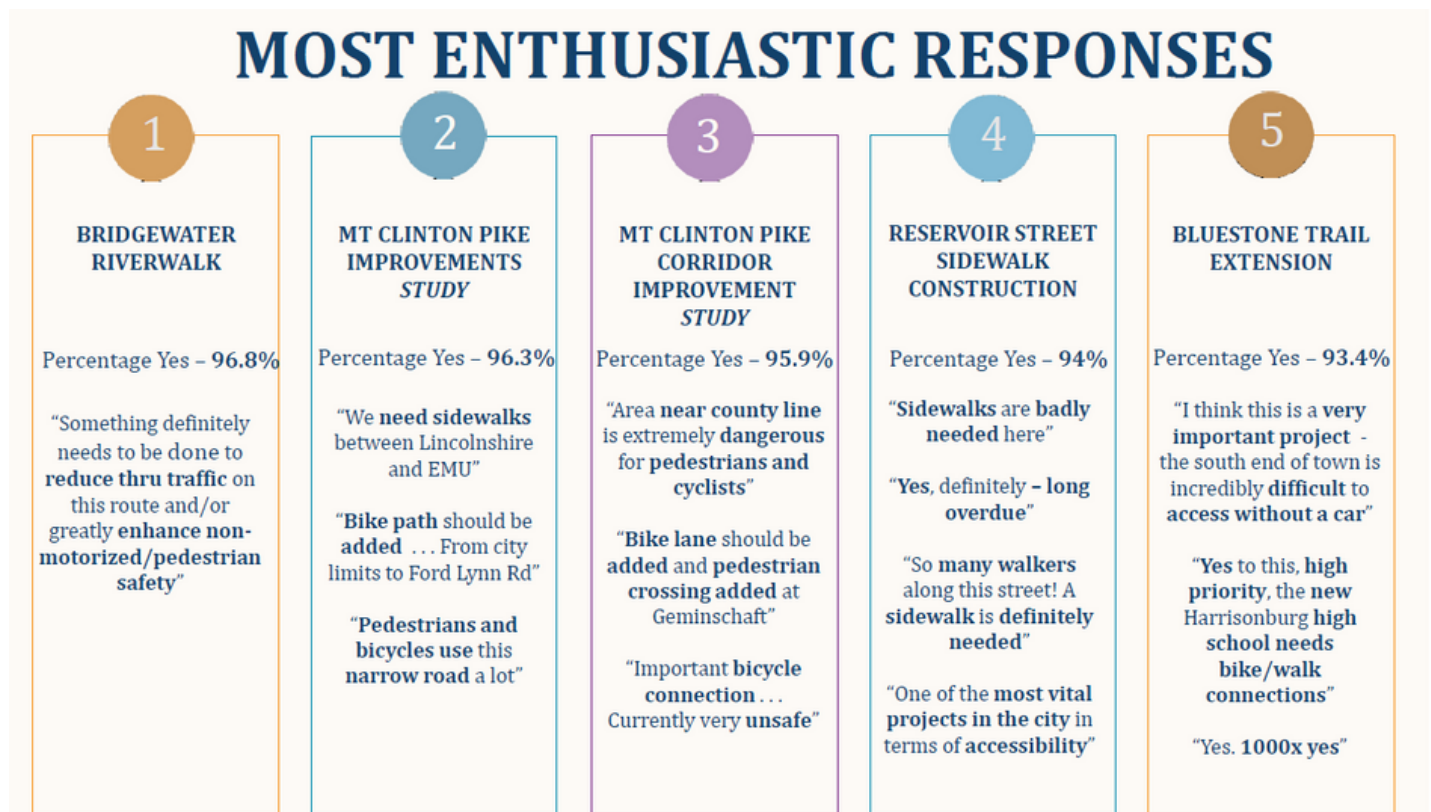 MOST ENTHUSIASTIC RESPONSES
1
BRIDGEWATER
RIVERWALK
Percentage Yes – 96.8%
“Something definitely
needs to be done to
reduce thru traffic on
this route and/or
greatly enhance non-
motorized/pedestrian
safety”
2
MT CLINTON PIKE
IMPROVEMENTS
STUDY
Percentage Yes – 96.3%
“We need sidewalks
between Lincolnshire
and EMU”
“Bike path should be
added ... From city
limits to Ford Lynn Rd”
“Pedestrians and
bicycles use this
narrow road a lot”
3
MT CLINTON PIKE
CORRIDOR
IMPROVEMENT
STUDY
Percentage Yes – 95.9%
“Area near county line
is extremely dangerous
for pedestrians and
cyclists”
“Bike lane should be
added and pedestrian
crossing added at
Geminschaft”
“Important bicycle
connection ...
Currently very unsafe”
4
RESERVOIR STREET
SIDEWALK
CONSTRUCTION
Percentage Yes – 94%
“Sidewalks are badly
needed here”
“Yes, definitely – long
overdue”
“So many walkers
along this street! A
sidewalk is definitely
needed”
“One of the most vital
projects in the city in
terms of accessibility”
5
BLUESTONE TRAIL
EXTENSION
Percentage Yes – 93.4%
“I think this is a very
important project -
the south end of town is
incredibly difficult to
access without a car”
“Yes to this, high
priority, the new
Harrisonburg high
school needs
bike/walk
connections”
“Yes. 1000x yes”